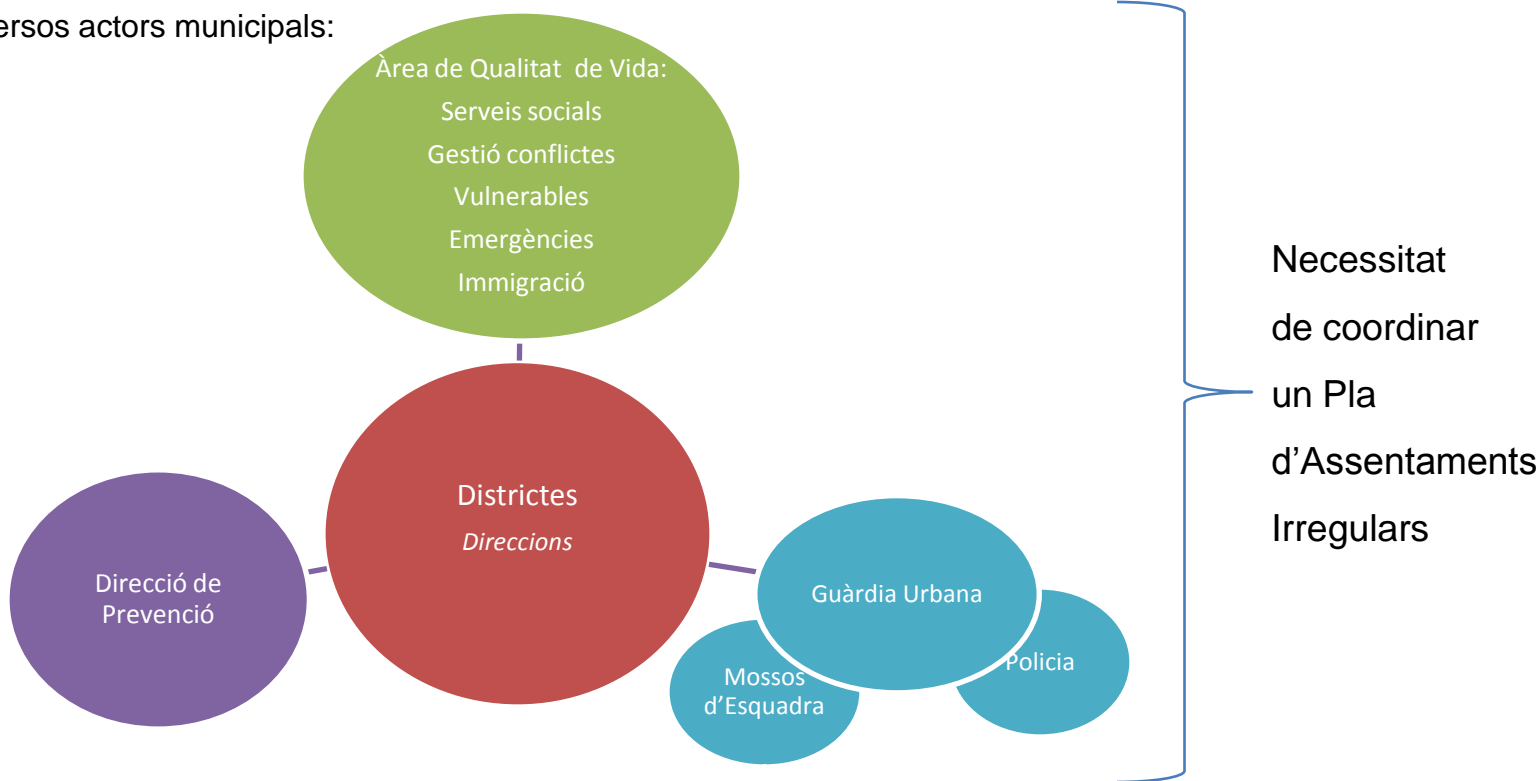 ersos actors municipals:
Àrea de Qualitat de Vida:
Serveis socials
Gestió conflictes
Vulnerables
Emergències
Immigració
Districtes
Direccions
Direcció de
Prevenció
Guàrdia Urbana
Mossos
d’Esquadra
Policia
Necessitat
de coordinar
un Pla
d’Assentaments
Irregulars